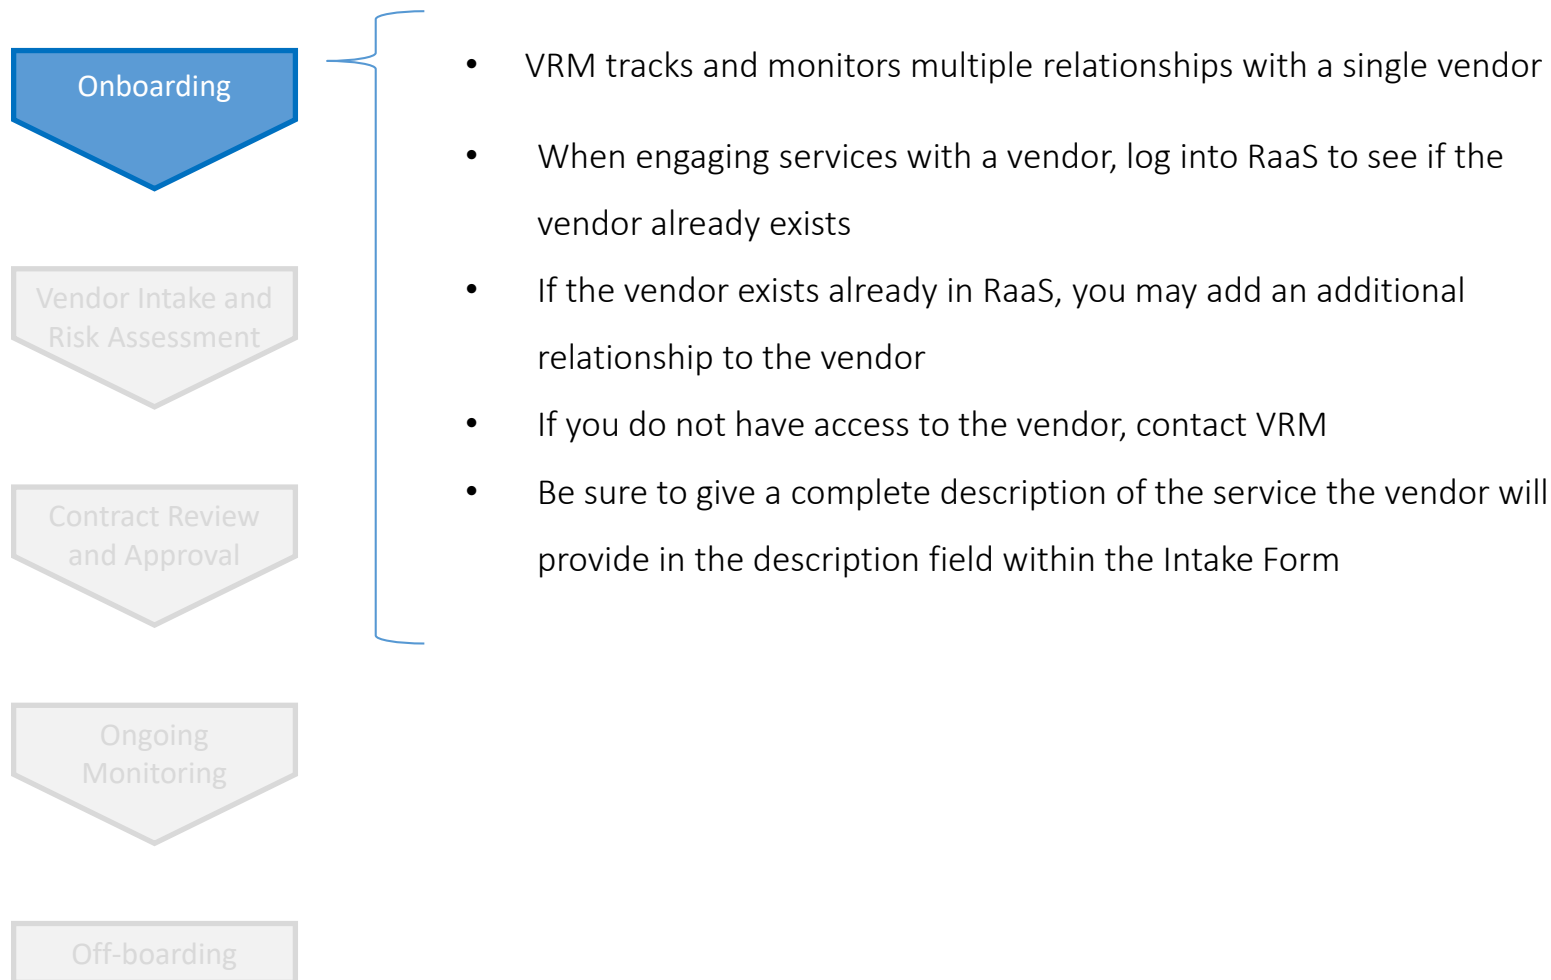 Onboarding
Vendor Intake and
Risk Assessment
Contract Review
and Approval
Ongoing
Monitoring
Off-boarding
• VRM tracks and monitors multiple relationships with a single vendor
• When engaging services with a vendor, log into RaaS to see if the
vendor already exists
• If the vendor exists already in RaaS, you may add an additional
relationship to the vendor
• If you do not have access to the vendor, contact VRM
• Be sure to give a complete description of the service the vendor will
provide in the description field within the Intake Form